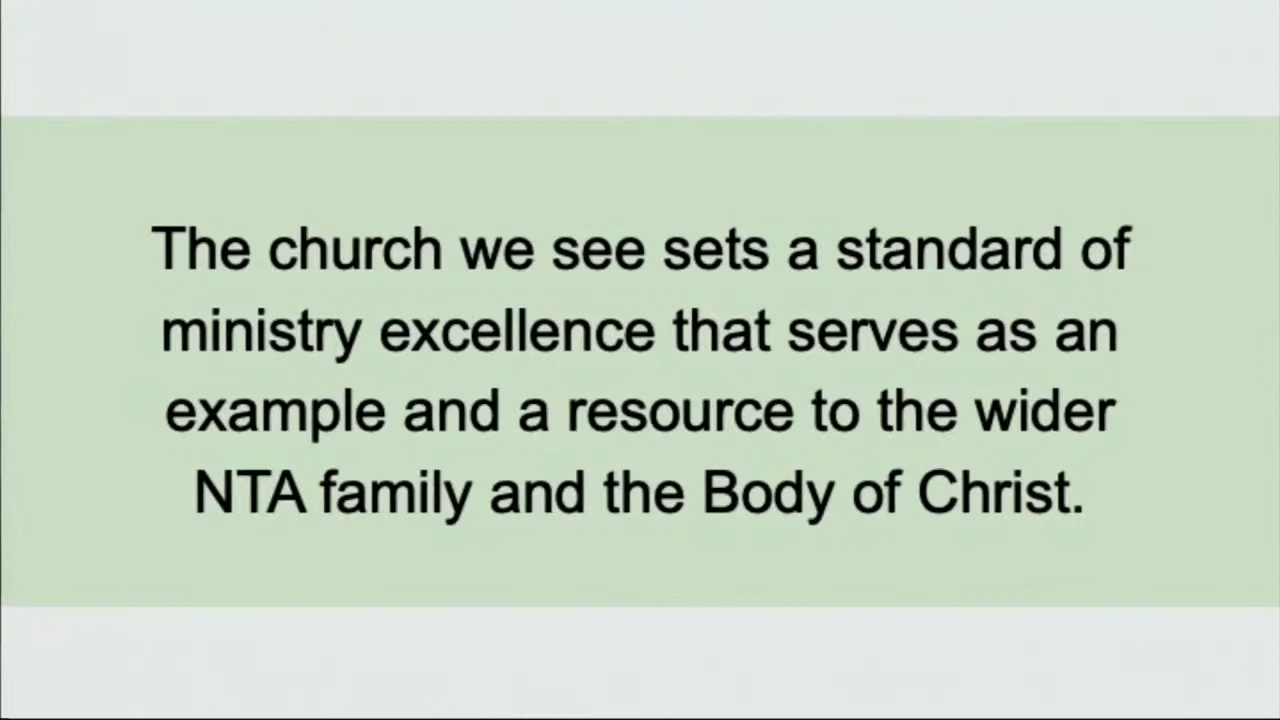 The church we see sets a standard of
ministry excellence that serves as an
example and a resource to the wider
NTA family and the Body of Christ.